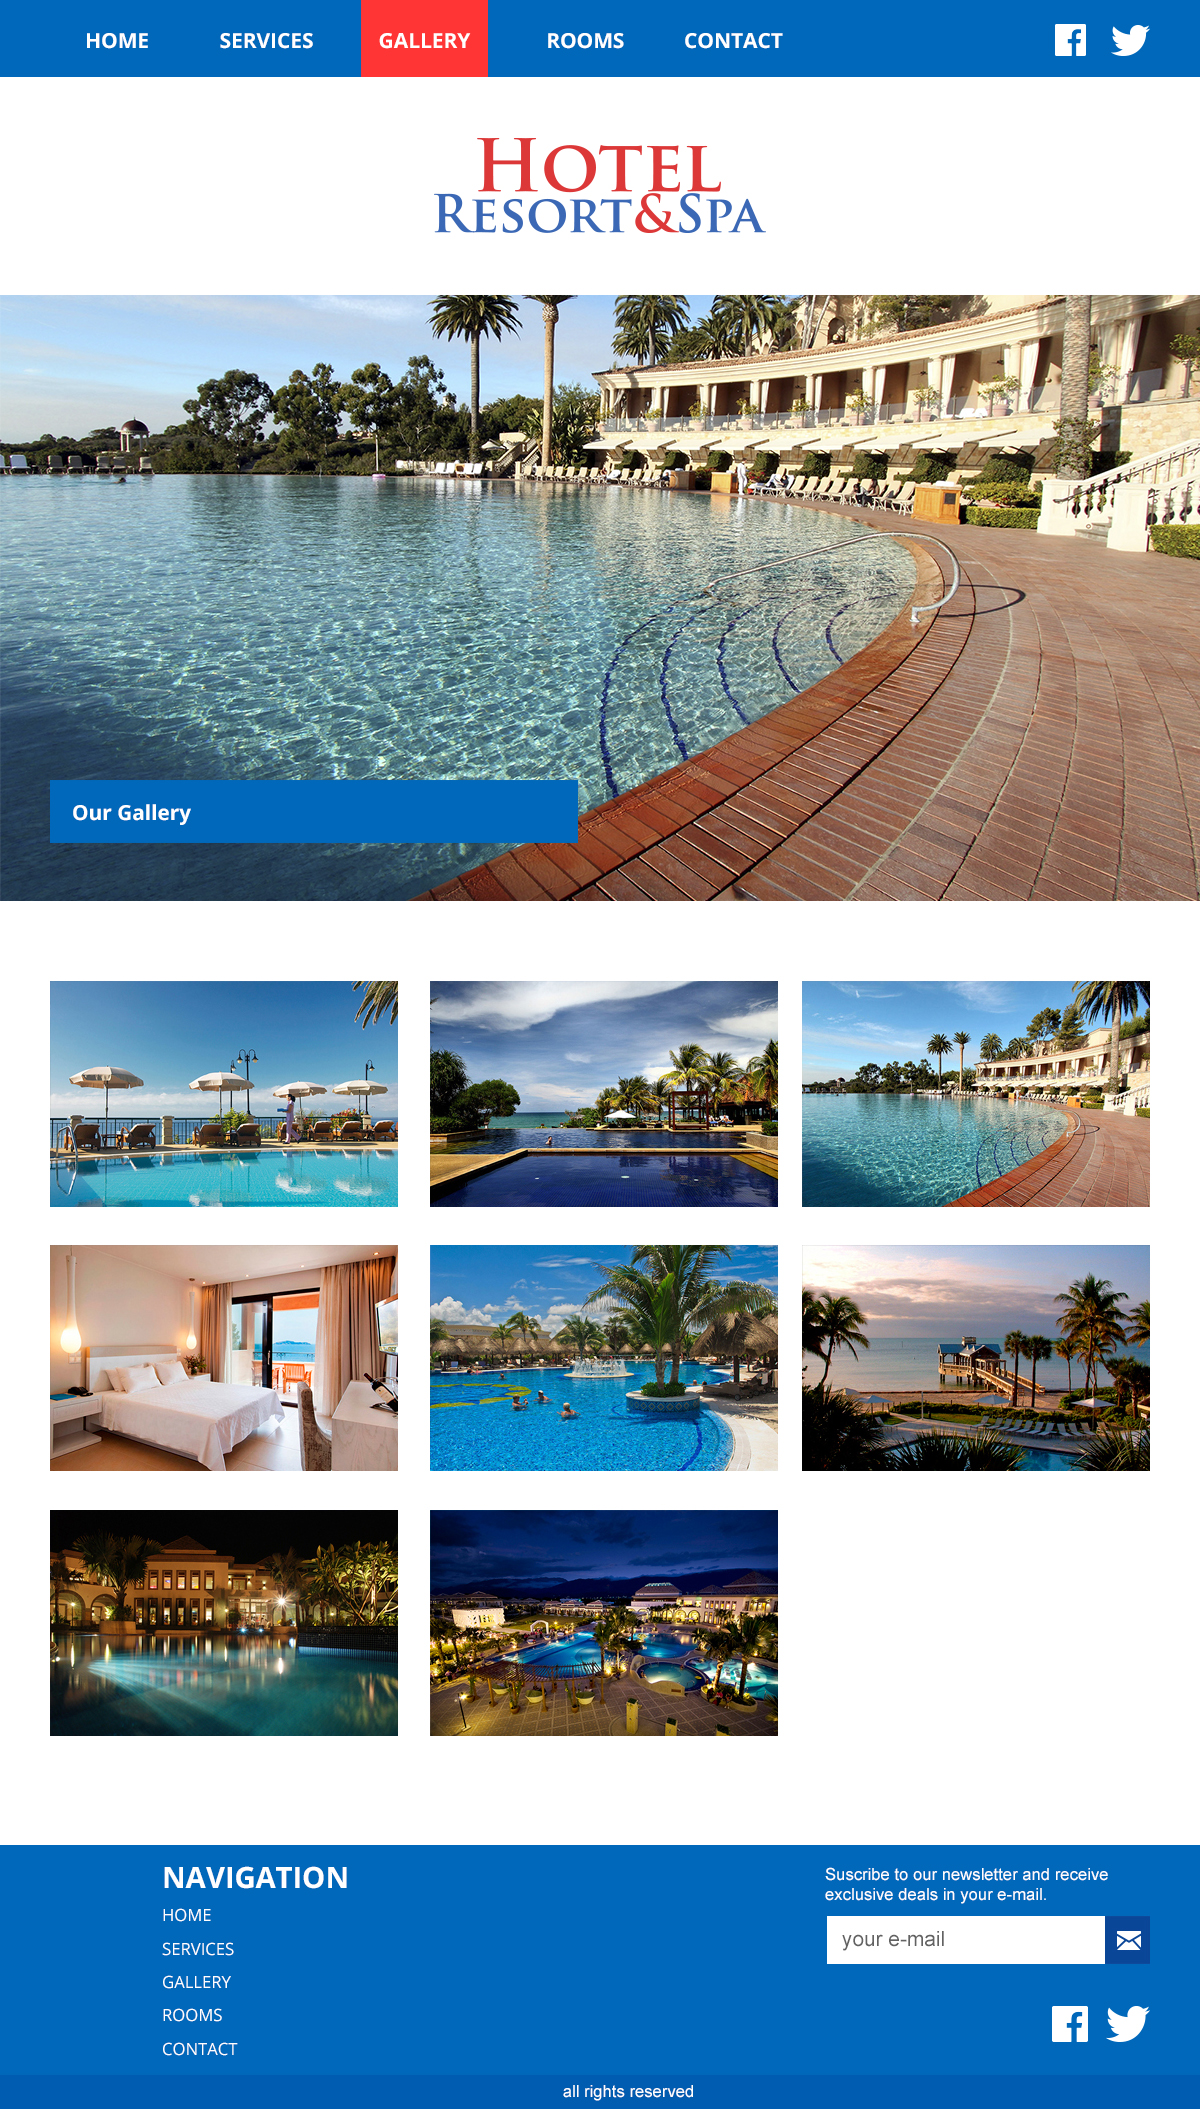 HOME SERVICES GALLERY ROOMS CONTACT
HOTEL
RESORT&SPA
Our Gallery
NAVIGATION
HOME
SERVICES
GALLERY
ROOMS
CONTACT
Suscribe to our newsletter and receive
exclusive deals in your e-mail.
your e-mail
all rights reserved